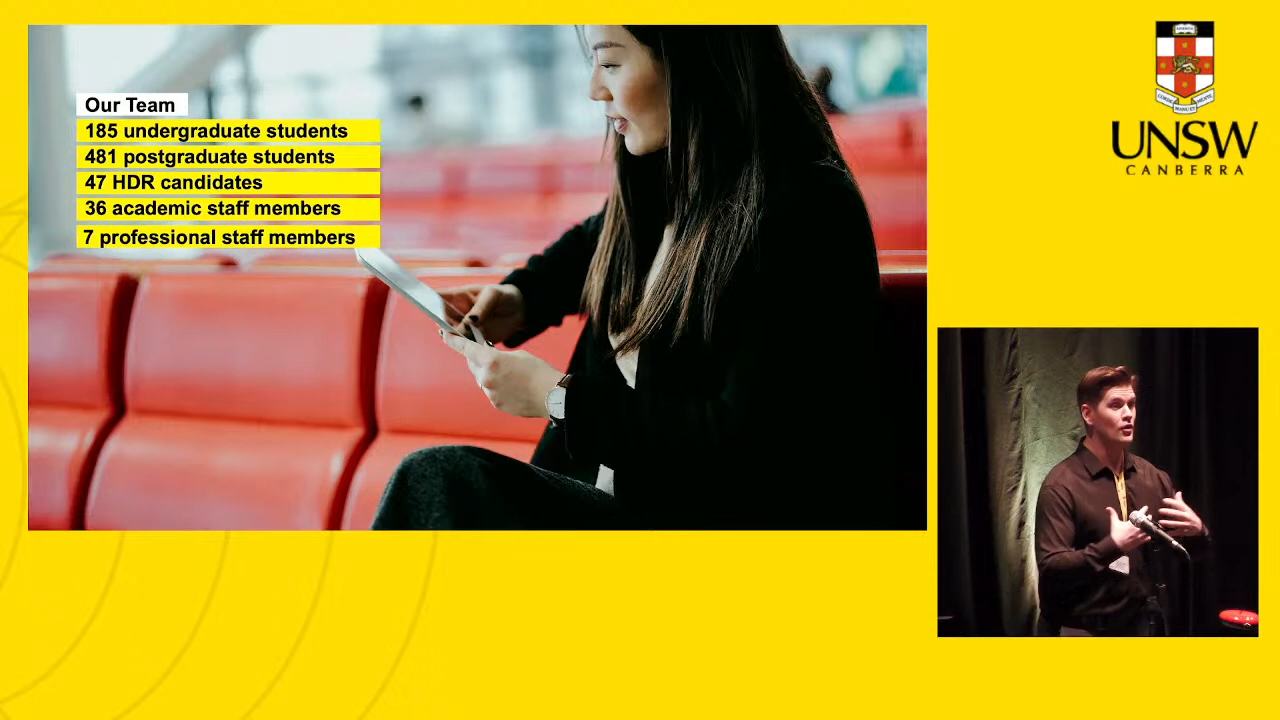 Our Team
185 undergraduate students
481 postgraduate students
47 HDR candidates
36 academic staff members
7 professional staff members
UNSW
CANBERRA